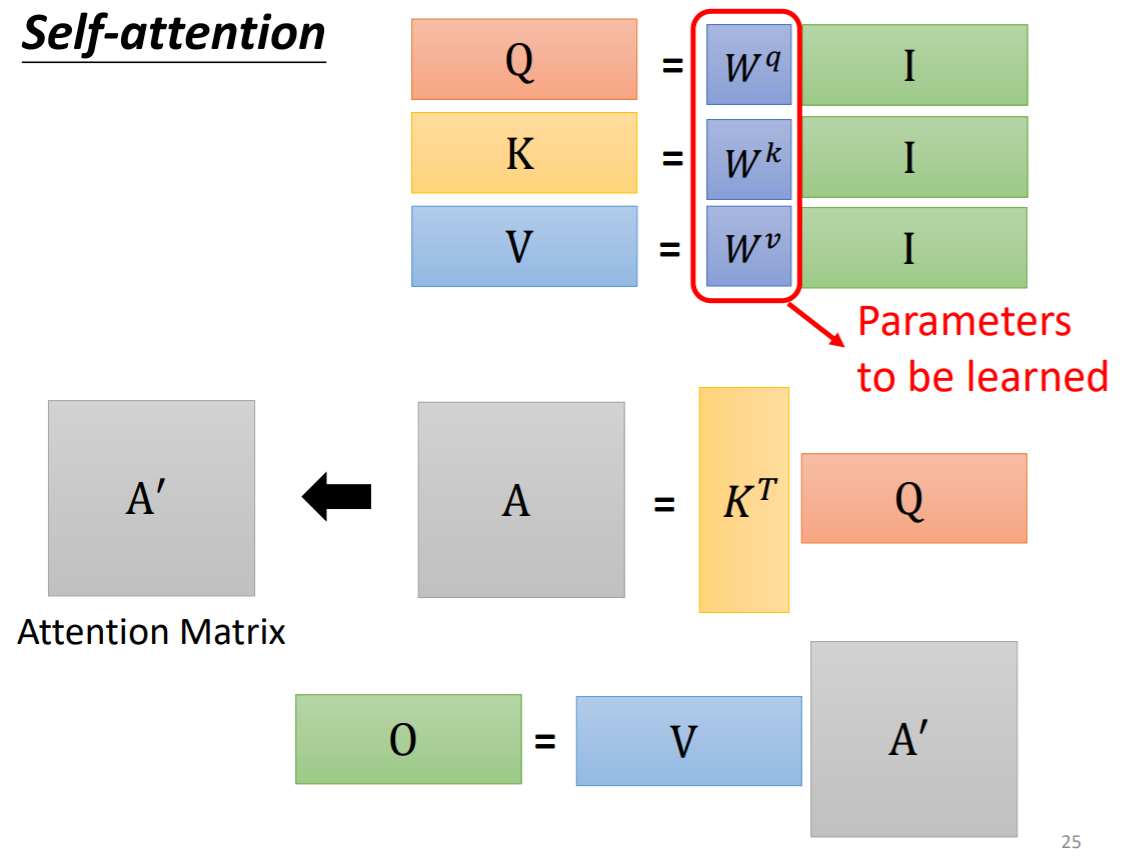 Self-attention
Q = W^q I
K = W^k I
V = W^v I
Parameters
to be learned
A′ A = K^T Q
Attention Matrix
O = V A′
25